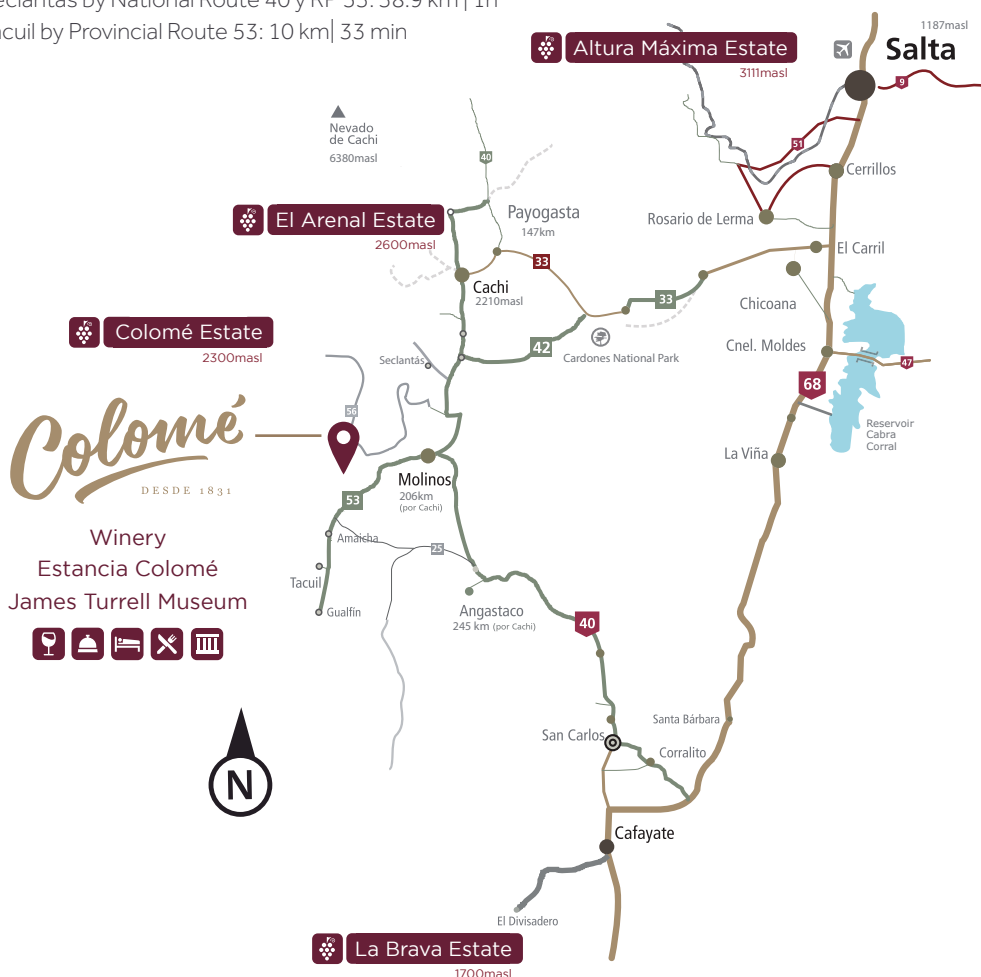 by National Route 40 y RP 53: 58.9 km | 1h
by Provincial Route 53: 10 km| 33 min
1187masl
Salta
Altura Máxima Estate
3111masl
9
Nevado
de Cachi
6380masl
51
40
Cerrillos
El Arenal Estate
2600masl
Payogasta
147km
Rosario de Lerma
33
El Carril
Cachi
2210masl
33
Chicoana
Colomé Estate
2300masl
42
Cardones National Park
Cnel. Moldes
47
Seclantás
68
56
Colomé
DESDE 1831
Reservoir
Cabra
Corral
La Viña
Molinos
206km
(por Cachi)
53
Winery
Estancia Colomé
James Turrell Museum
Amaicha
25
Tacuil
Gualfín
Angastaco
245 km (por Cachi)
40
Santa Bárbara
San Carlos
Corralito
N
Cafayate
El Divisadero
La Brava Estate
1700masl